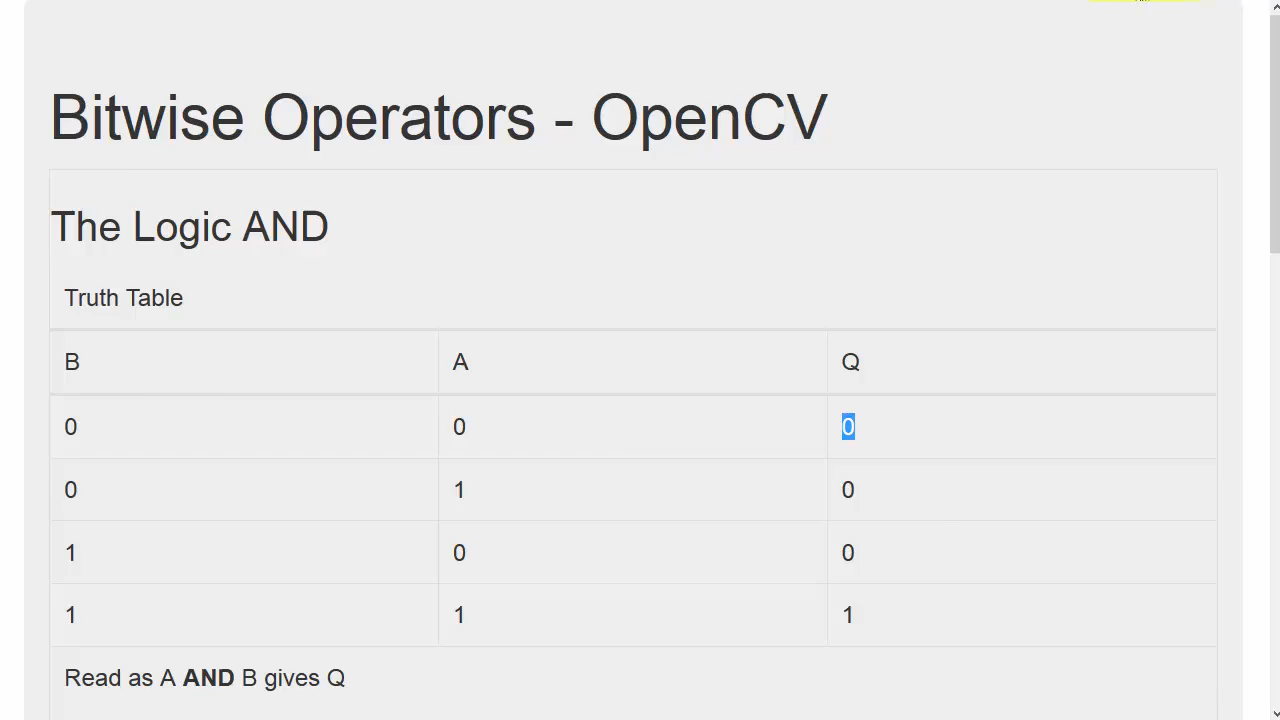 Bitwise Operators - OpenCV
The Logic AND
Truth Table
B A Q
0 0 0
0 1 0
1 0 0
1 1 1
Read as A AND B gives Q